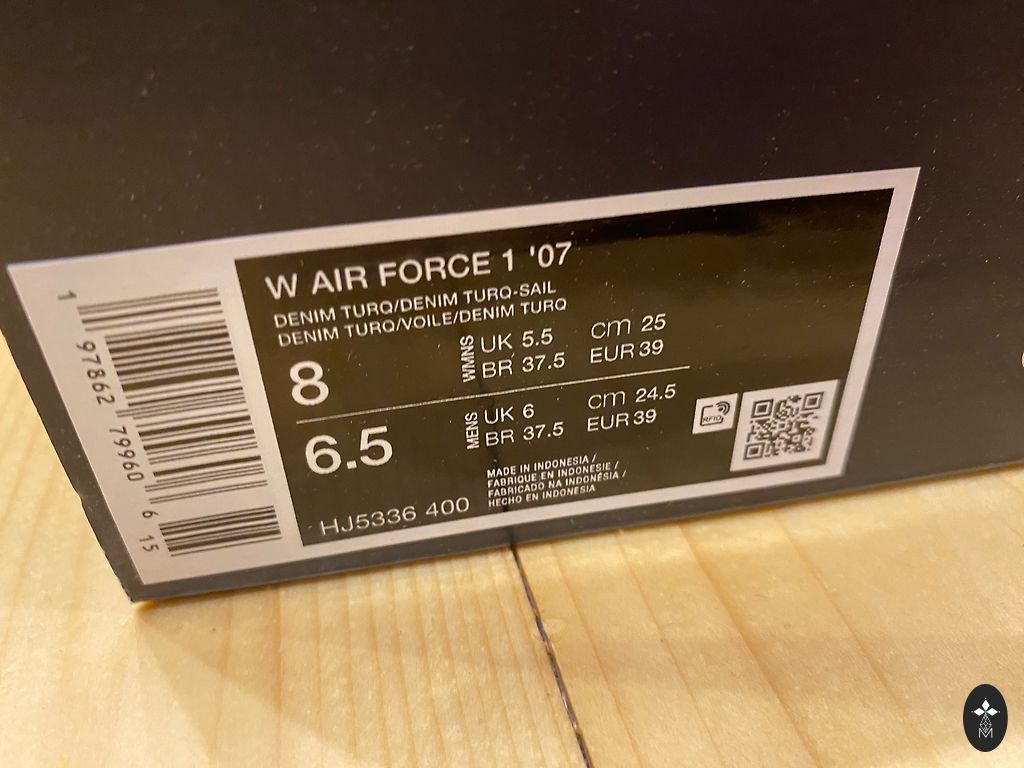 W AIR FORCE 1 '07
DENIM TURQ/DENIM TURQ-SAIL
DENIM TURQ/VOILE/DENIM TURQ
8
WMNS
UK 5.5 cm 25
BR 37.5 EUR 39
6.5
MENS
UK 6 cm 24.5
BR 37.5 EUR 39
RFID
MADE IN INDONESIA /
FABRIQUE EN INDONESIE /
FABRICADO NA INDONESIA /
HECHO EN INDONESIA
HJ5336 400
1 97862 79960 6 15
M